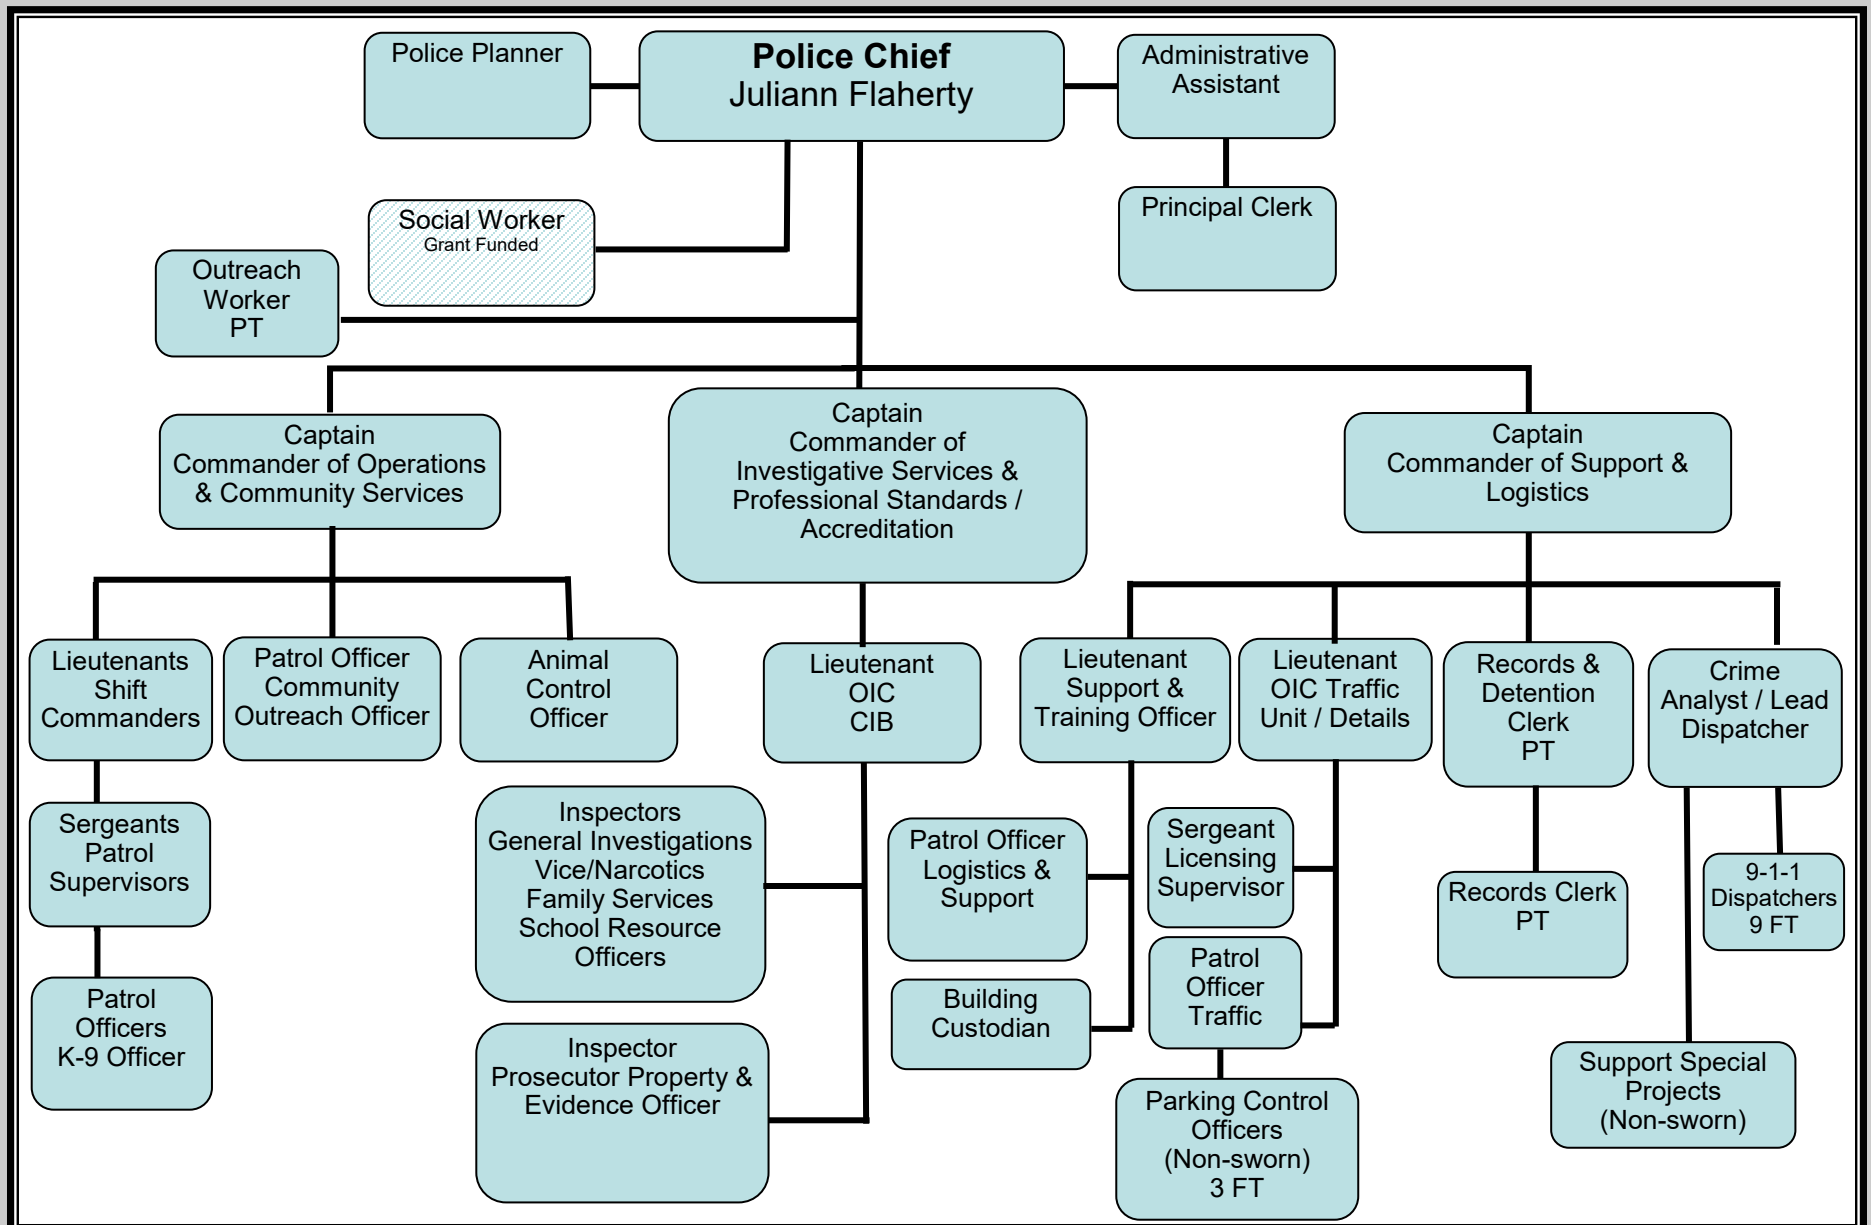 Police Planner
Police Chief
Juliann Flaherty
Administrative
Assistant
Social Worker
Grant Funded
Principal Clerk
Outreach
Worker
PT
Captain
Commander of Operations
& Community Services
Captain
Commander of
Investigative Services &
Professional Standards /
Accreditation
Captain
Commander of Support &
Logistics
Lieutenants
Shift
Commanders
Patrol Officer
Community
Outreach Officer
Animal
Control
Officer
Lieutenant
OIC
CIB
Lieutenant
Support &
Training Officer
Lieutenant
OIC Traffic
Unit / Details
Records &
Detention
Clerk
PT
Crime
Analyst / Lead
Dispatcher
Sergeants
Patrol
Supervisors
Inspectors
General Investigations
Vice/Narcotics
Family Services
School Resource
Officers
Patrol Officer
Logistics &
Support
Sergeant
Licensing
Supervisor
Records Clerk
PT
9-1-1
Dispatchers
9 FT
Patrol
Officers
K-9 Officer
Inspector
Prosecutor Property &
Evidence Officer
Building
Custodian
Patrol
Officer
Traffic
Parking Control
Officers
(Non-sworn)
3 FT
Support Special
Projects
(Non-sworn)